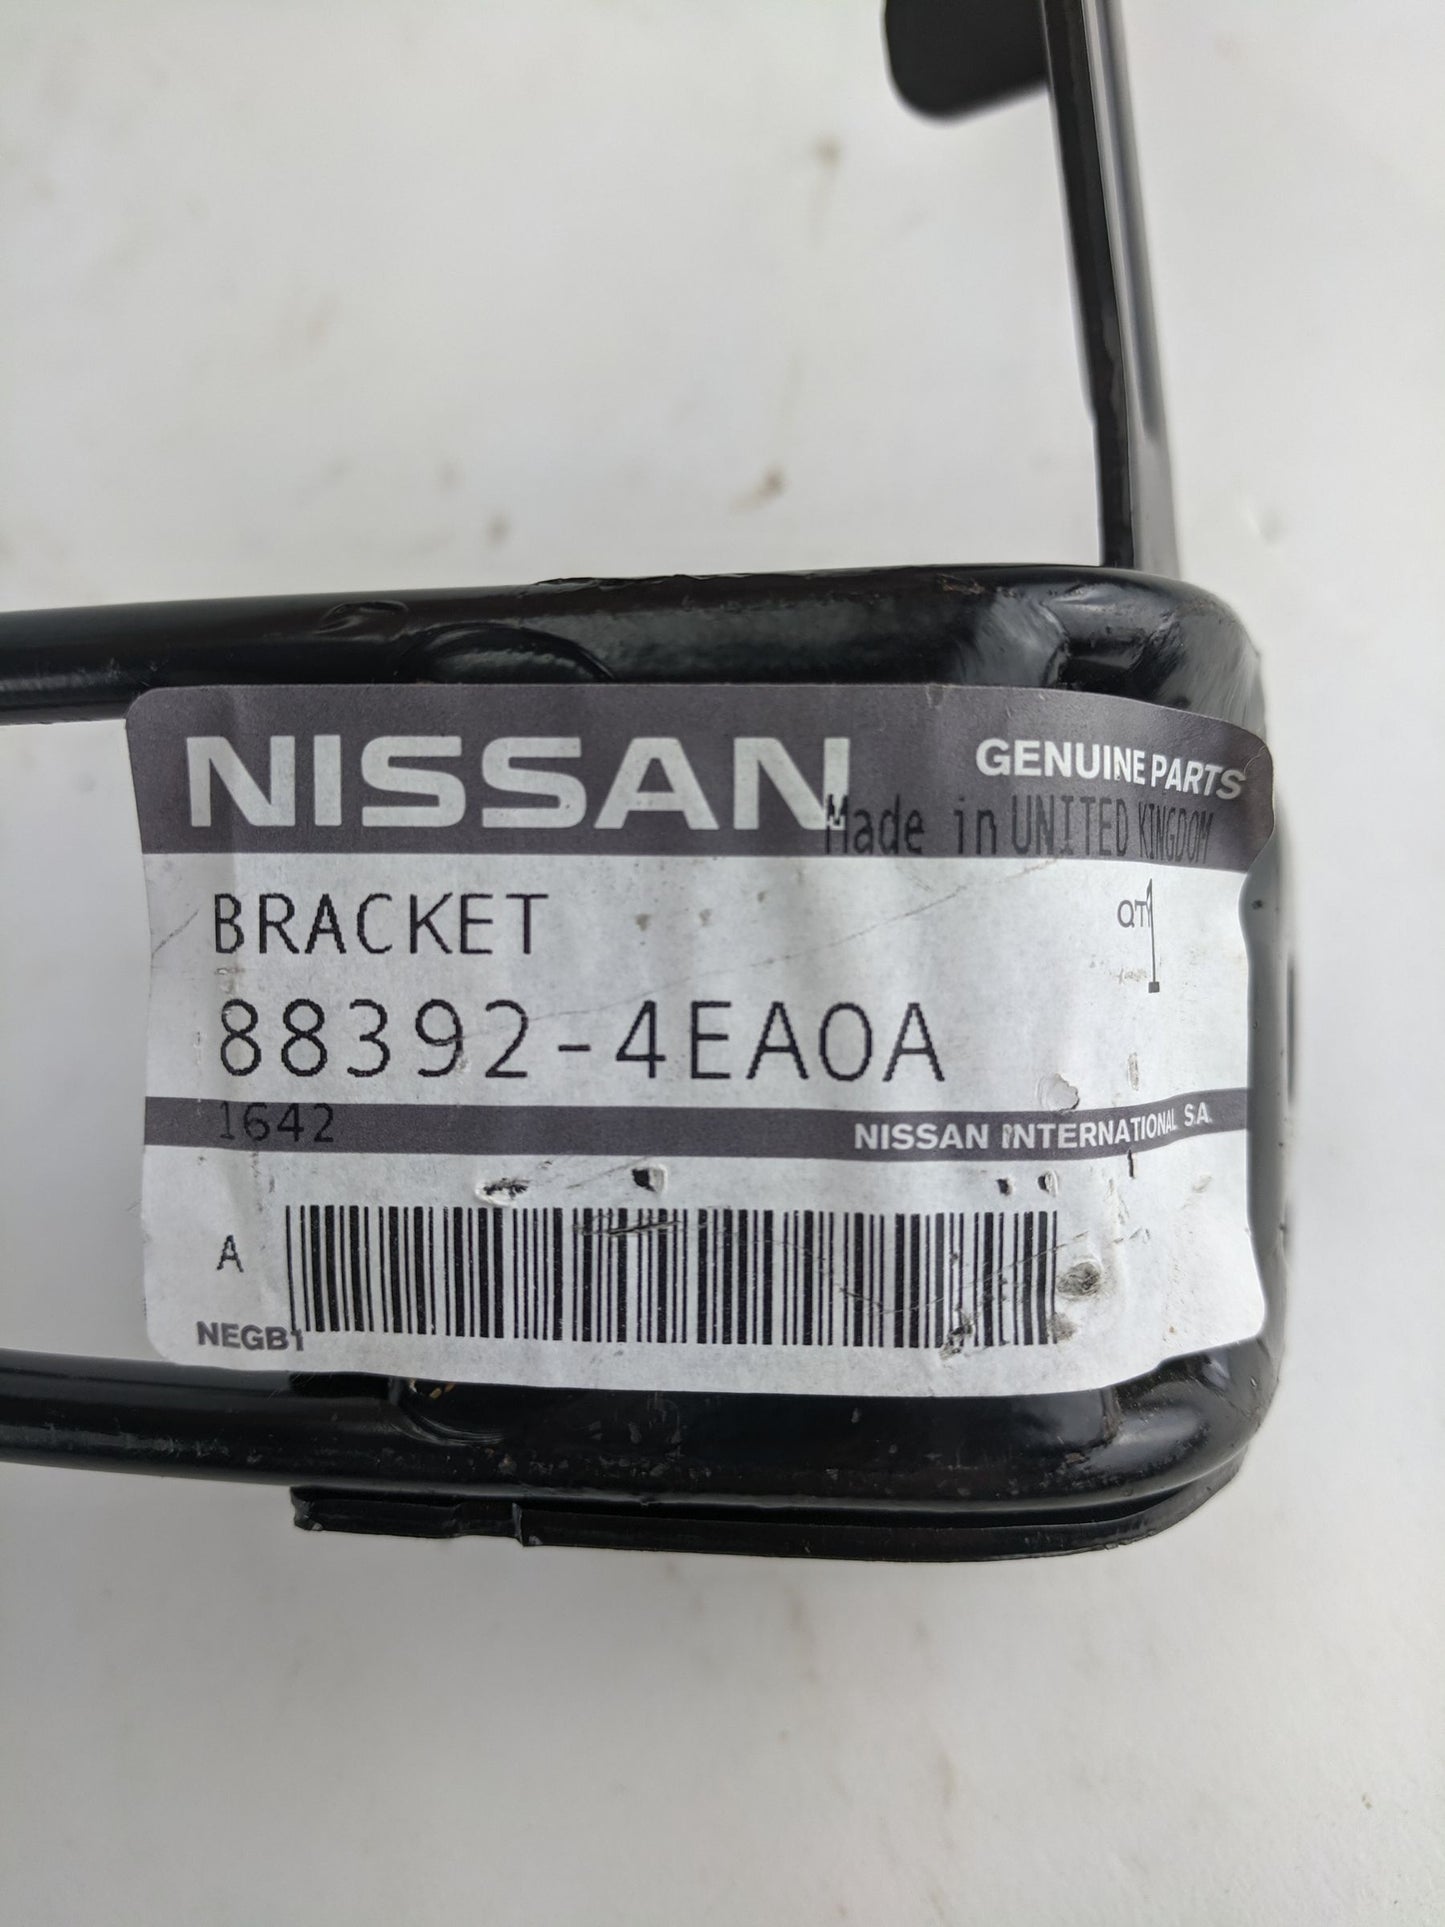 NISSAN GENUINE PARTS
Made in UNITED KINGDOM
BRACKET
QTY 1
88392-4EA0A
1642
NISSAN INTERNATIONAL S.A.
A
NEGB1